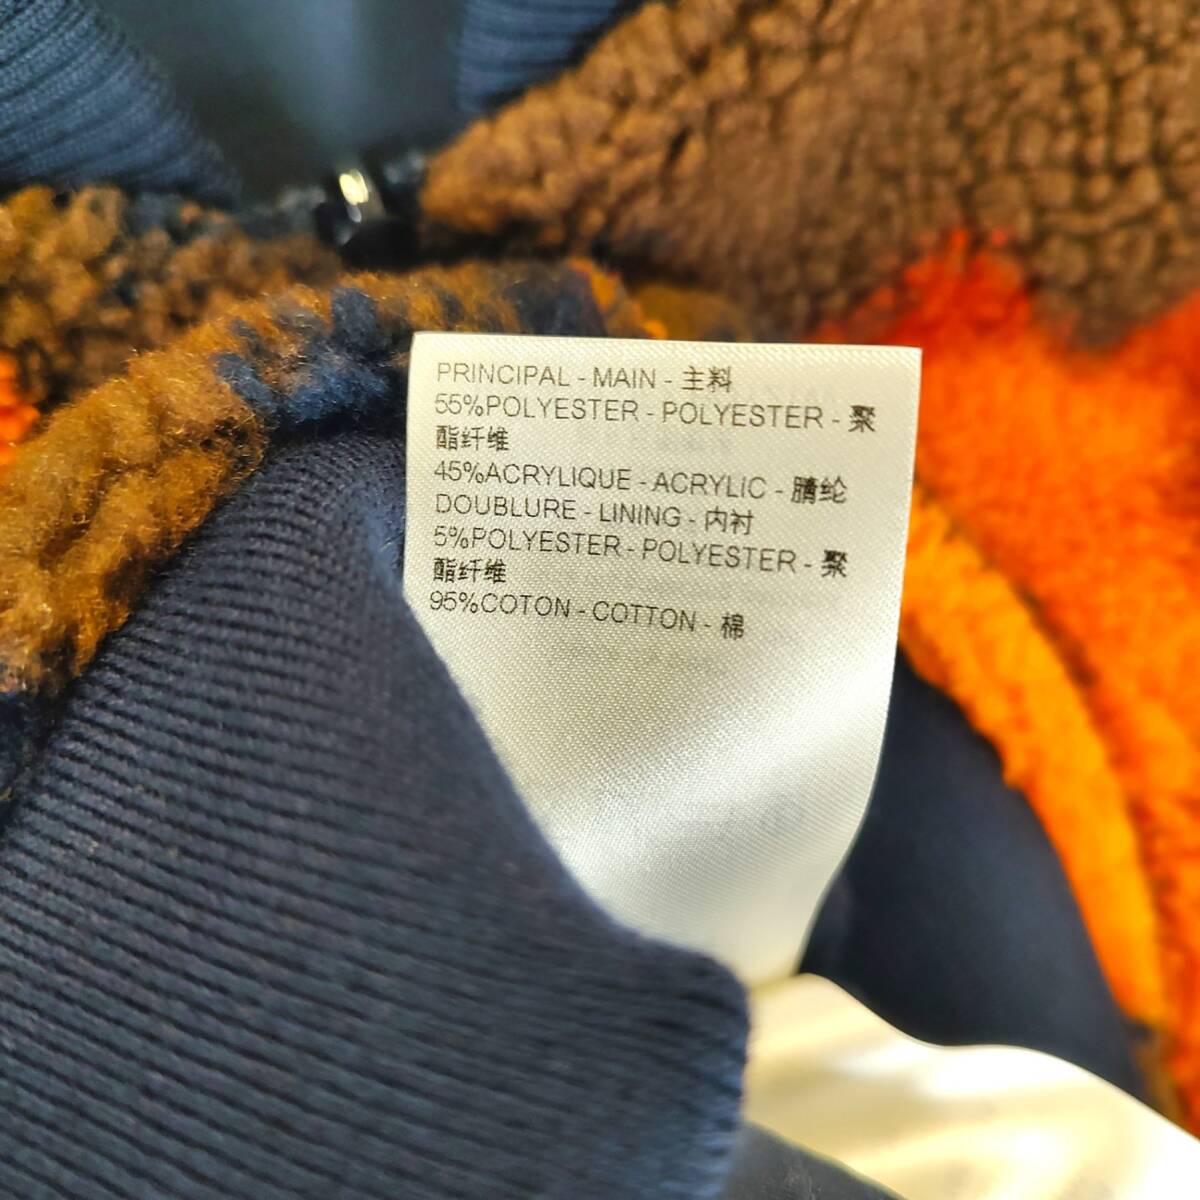 PRINCIPAL - MAIN - 主料
55%POLYESTER - POLYESTER - 聚
酯纤维
45%ACRYLIQUE - ACRYLIC - 腈纶
DOUBLURE - LINING - 内衬
5%POLYESTER - POLYESTER - 聚
酯纤维
95%COTON - COTTON - 棉